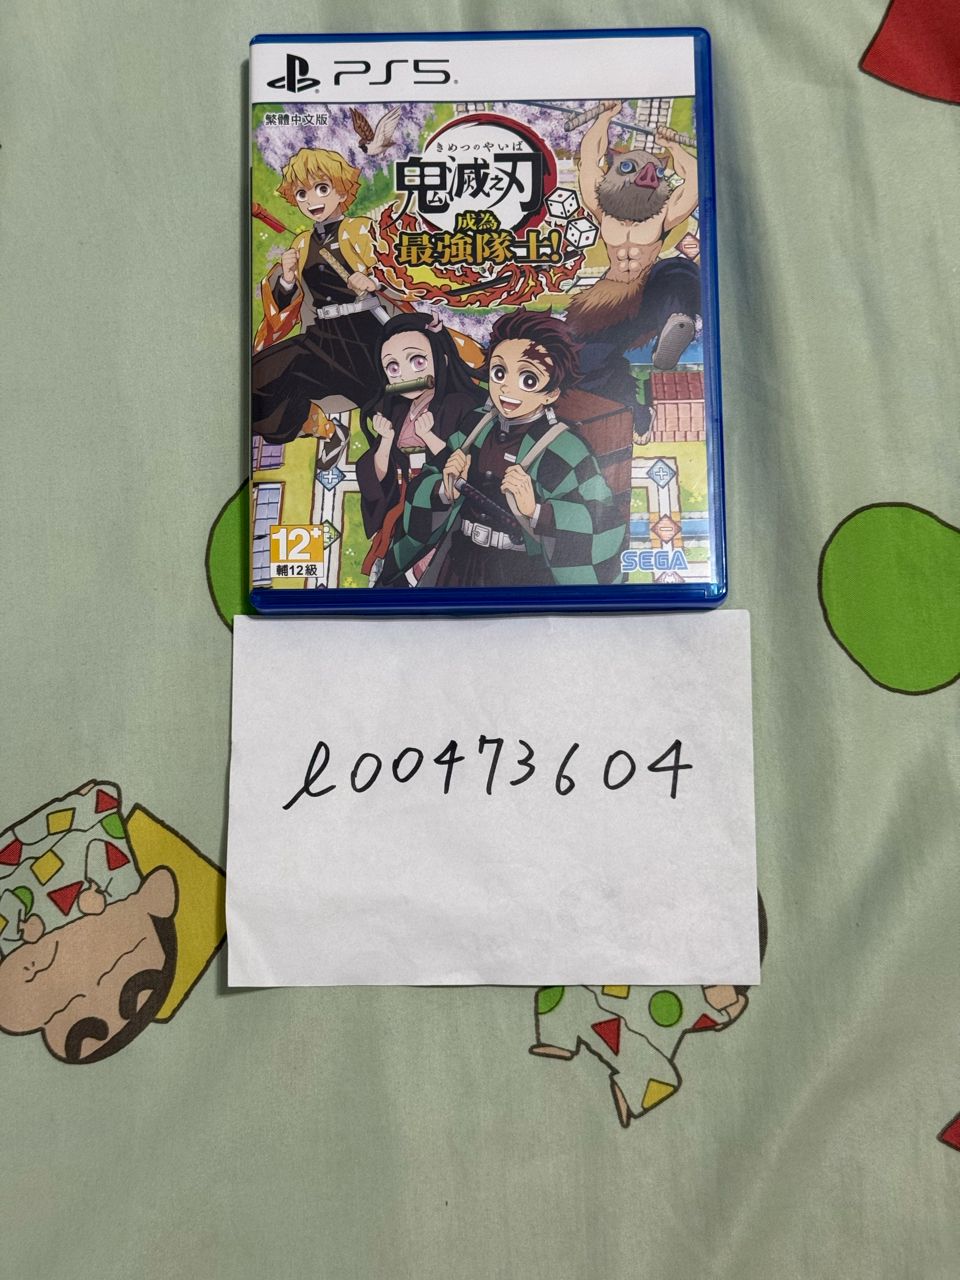 PS5
繁體中文版
きめつのやいば
鬼滅之刃
成為
最強隊士!
12+
輔12級
SEGA
l00473604